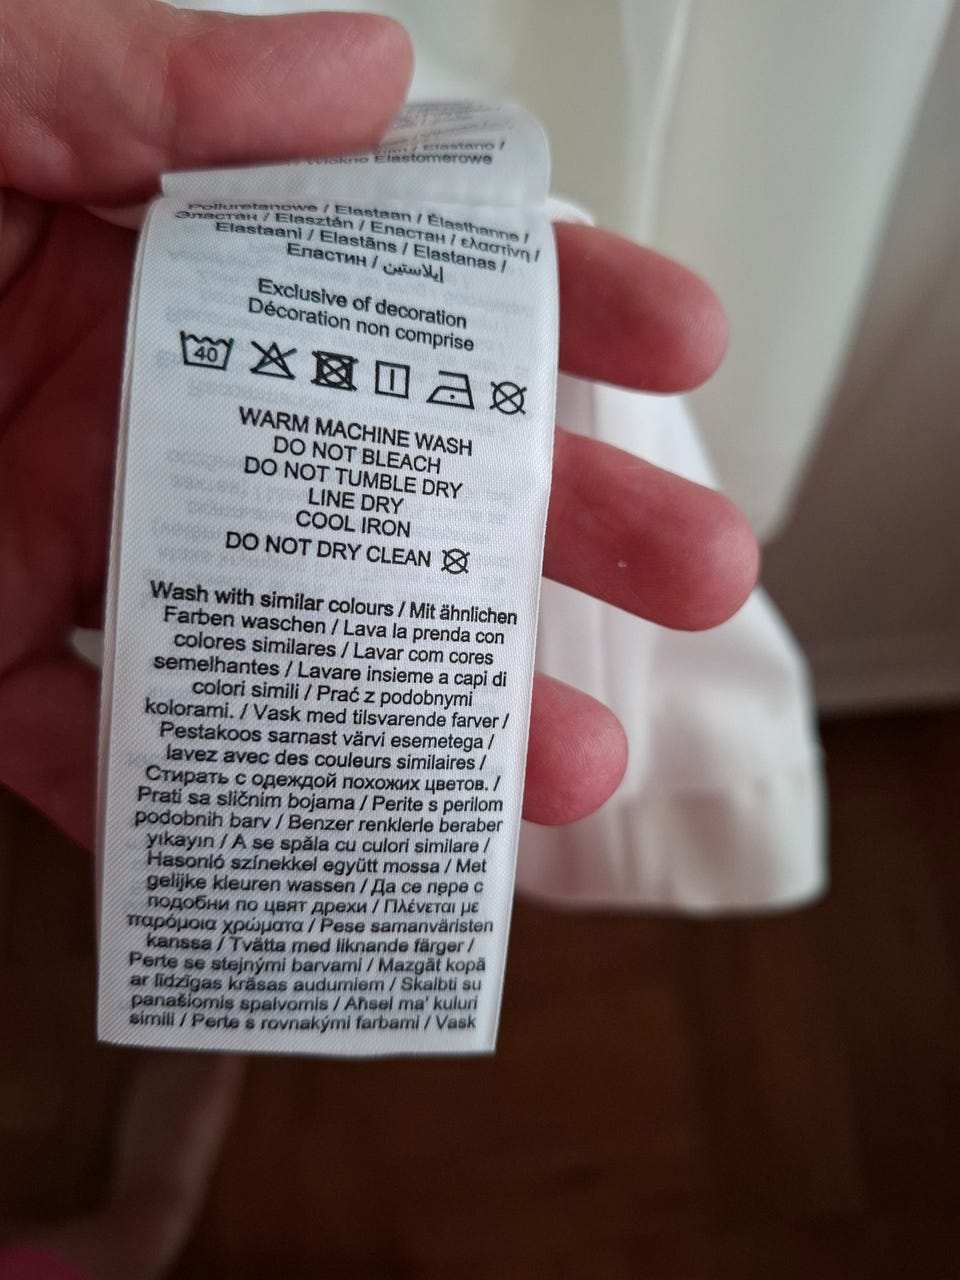 Elastano /
Elastomerowe
Poliuretanowe / Elastaan / Élasthanne /
Эластан / Elasztán / Еластан / ελαστίνη /
Elastaani / Elastāns / Elastanas /
Еластин / إيلاستين
Exclusive of decoration
Décoration non comprise
40
WARM MACHINE WASH
DO NOT BLEACH
DO NOT TUMBLE DRY
LINE DRY
COOL IRON
DO NOT DRY CLEAN
Wash with similar colours / Mit ähnlichen
Farben waschen / Lava la prenda con
colores similares / Lavar com cores
semelhantes / Lavare insieme a capi di
colori simili / Prać z podobnymi
kolorami. / Vask med tilsvarende farver /
Pestakoos sarnast värvi esemetega /
lavez avec des couleurs similaires /
Стирать с одеждой похожих цветов. /
Prati sa sličnim bojama / Perite s perilom
podobnih barv / Benzer renklerle beraber
yıkayın / A se spăla cu culori similare /
Hasonló színekkel együtt mossa / Met
gelijke kleuren wassen / Да се пере с
подобни по цвят дрехи / Πλένεται με
παρόμοια χρώματα / Pese samanväristen
kanssa / Tvätta med liknande färger /
Perte se stejnými barvami / Mazgāt kopā
ar līdzīgas krāsas audumiem / Skalbti su
panašiomis spalvomis / Aħsel ma' kuluri
simili / Perte s rovnakými farbami / Vask